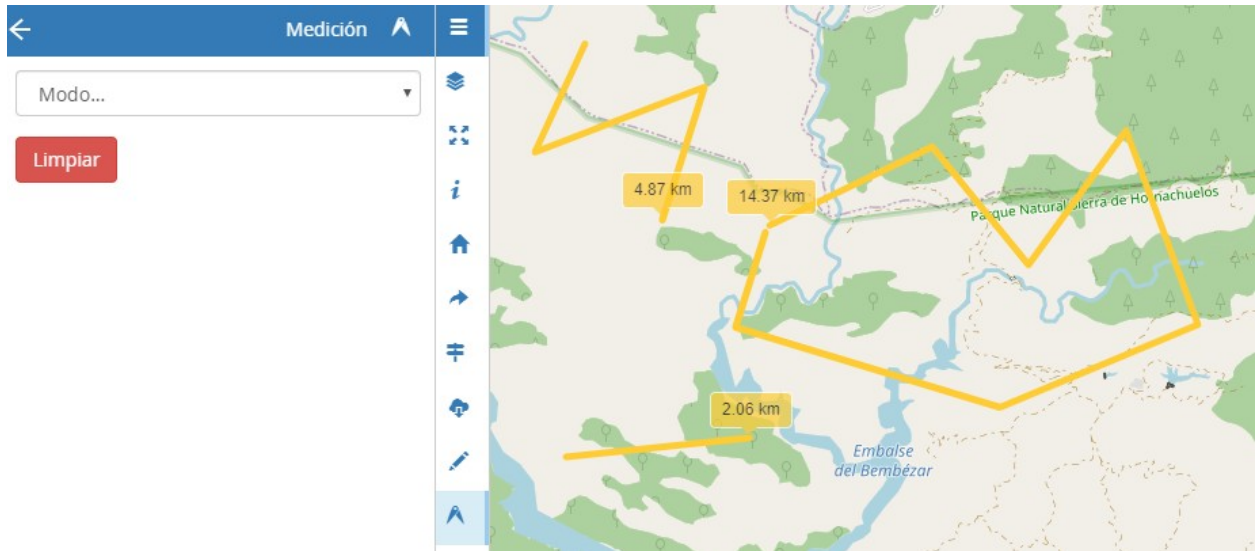 Medición
Modo...
Limpiar
4.87 km
14.37 km
Parque Natural Sierra de Hornachuelos
2.06 km
Embalse
del Bembézar